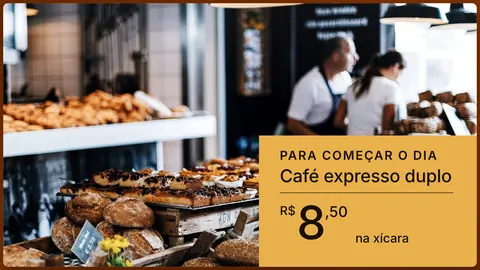 PARA COMEÇAR O DIA
Café expresso duplo
R$ 8,50
na xícara